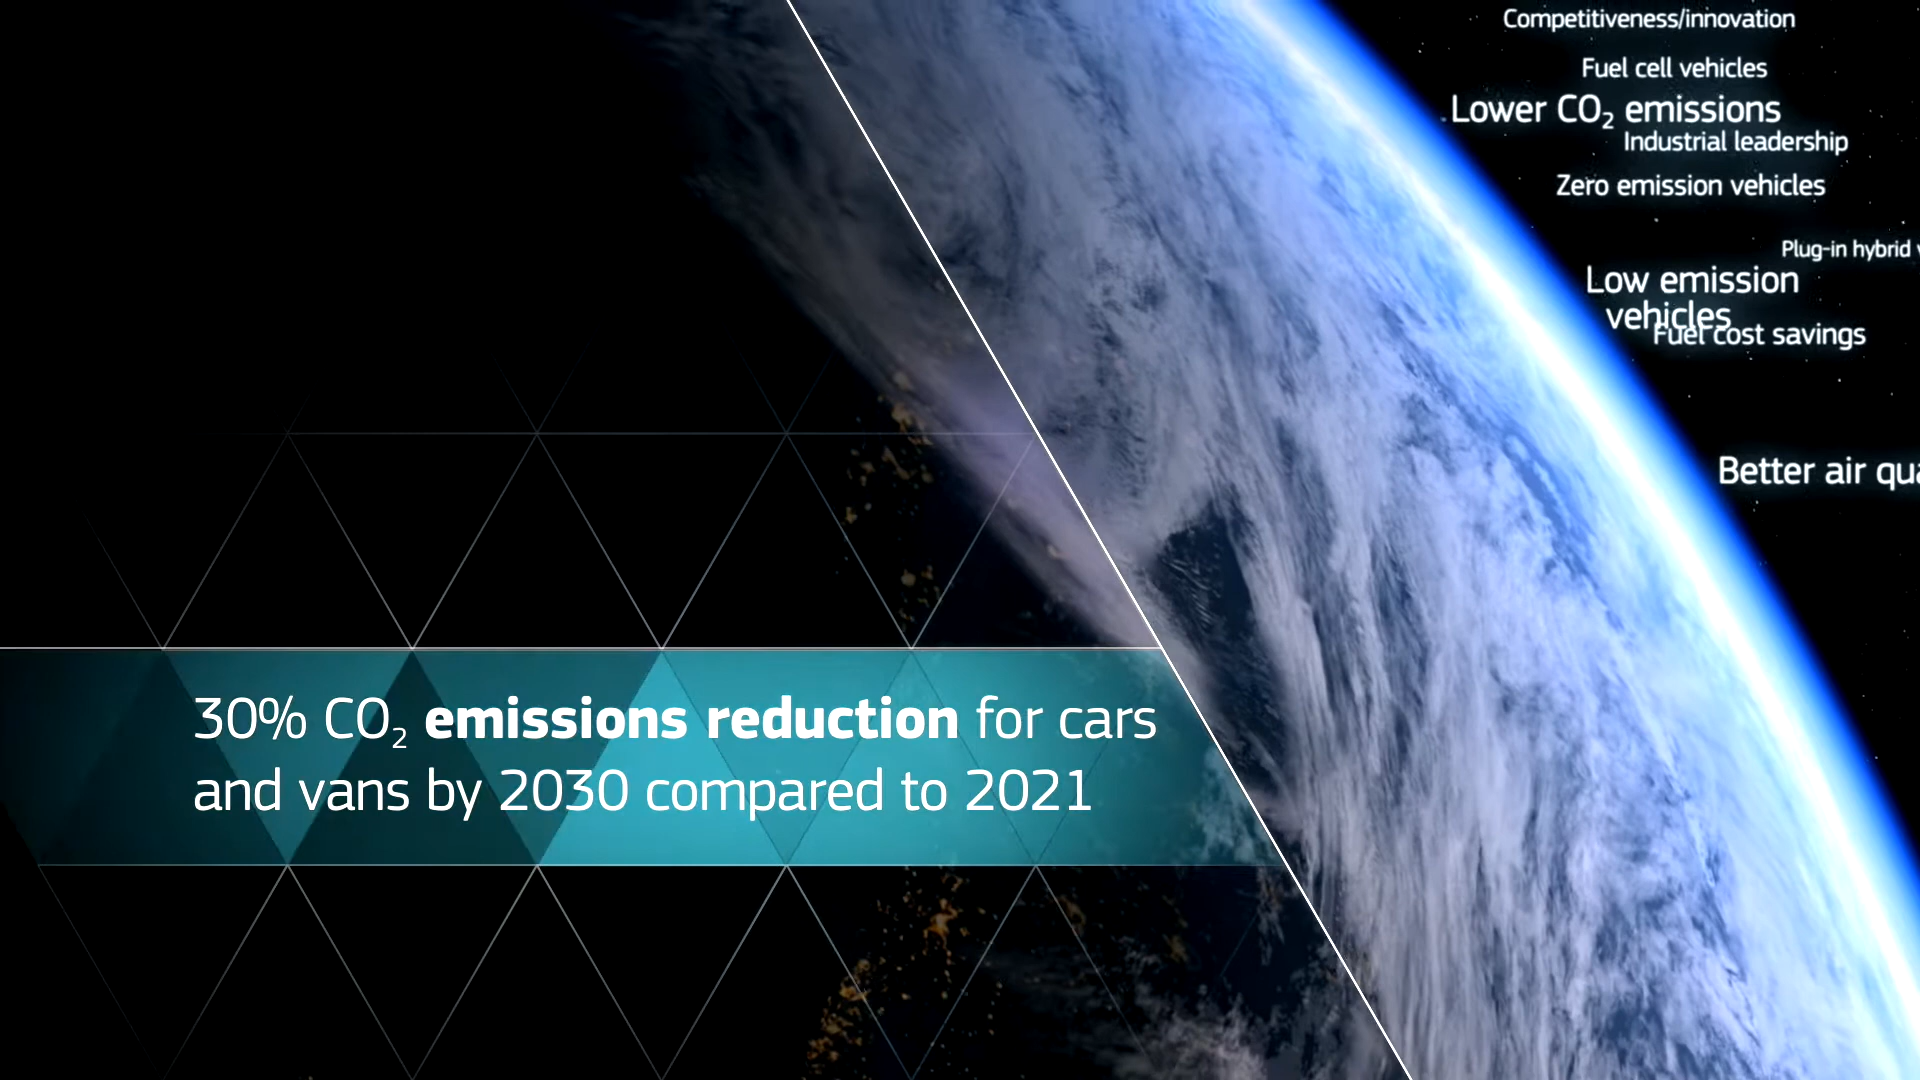 Competitiveness/innovation
Fuel cell vehicles
Lower CO₂ emissions
Industrial leadership
Zero emission vehicles
Plug-in hybrid
Low emission
vehicles
Fuel cost savings
Better air
30% CO₂ emissions reduction for cars
and vans by 2030 compared to 2021